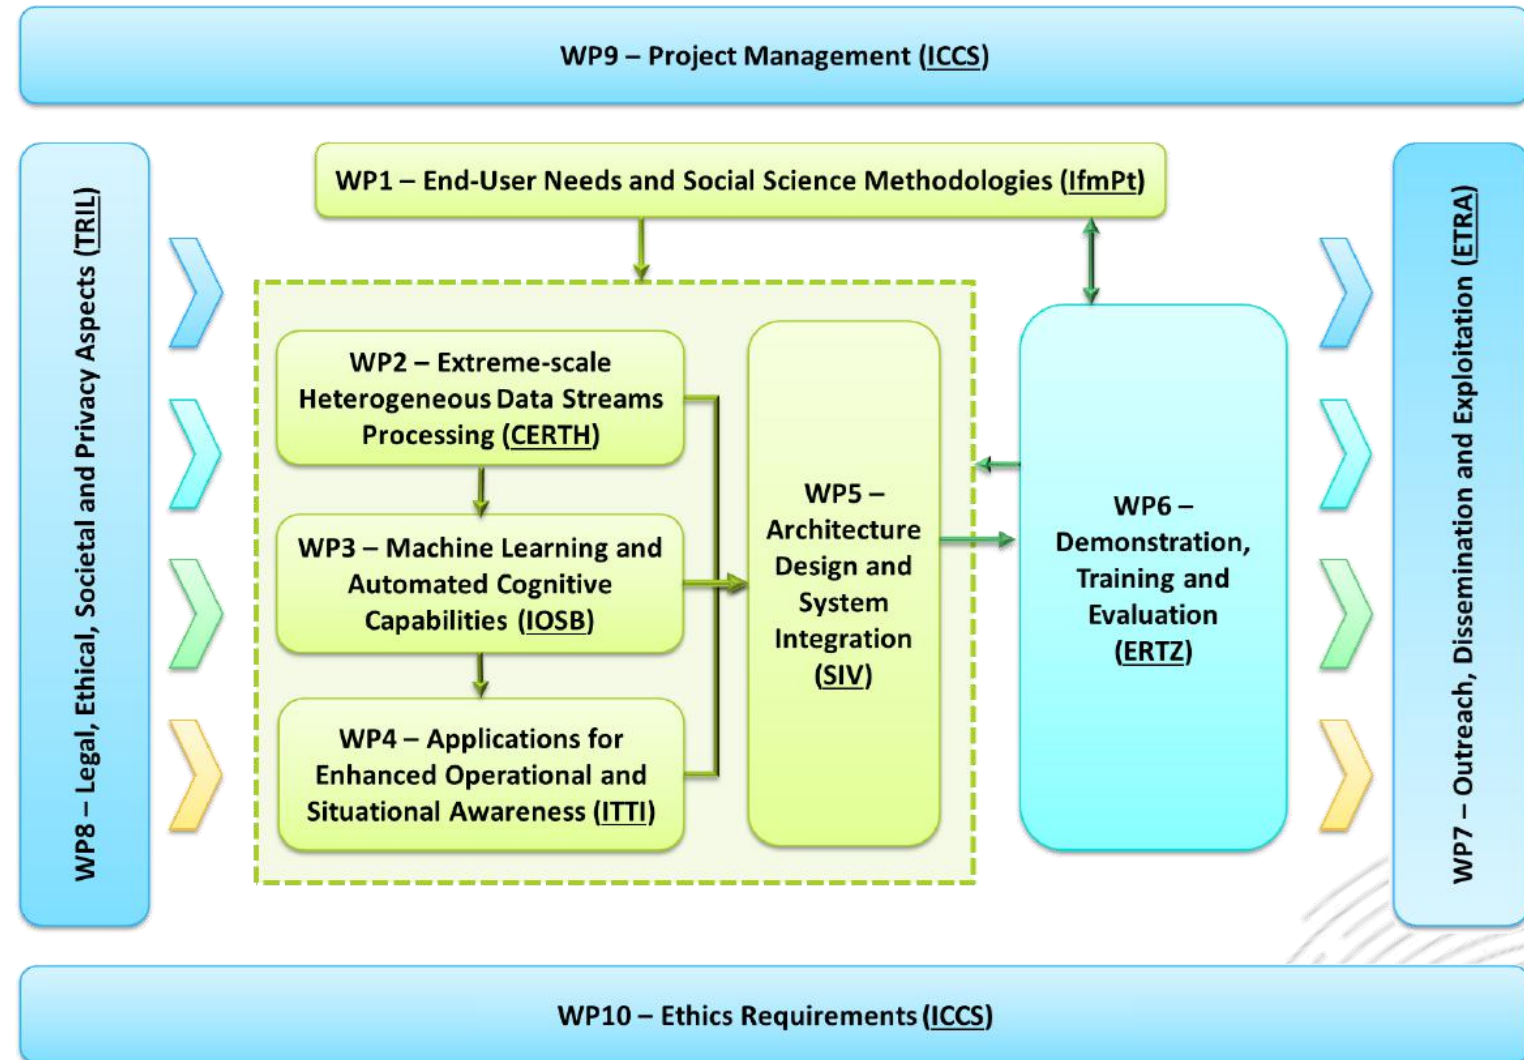 WP9 – Project Management (ICCS)
WP1 – End-User Needs and Social Science Methodologies (IfmPt)
WP8 – Legal, Ethical, Societal and Privacy Aspects (TRIL)
WP2 – Extreme-scale
Heterogeneous Data Streams
Processing (CERTH)
WP3 – Machine Learning and
Automated Cognitive
Capabilities (IOSB)
WP4 – Applications for
Enhanced Operational and
Situational Awareness (ITTI)
WP5 –
Architecture
Design and
System
Integration
(SIV)
WP6 –
Demonstration,
Training and
Evaluation
(ERTZ)
WP7 – Outreach, Dissemination and Exploitation (ETRA)
WP10 – Ethics Requirements (ICCS)